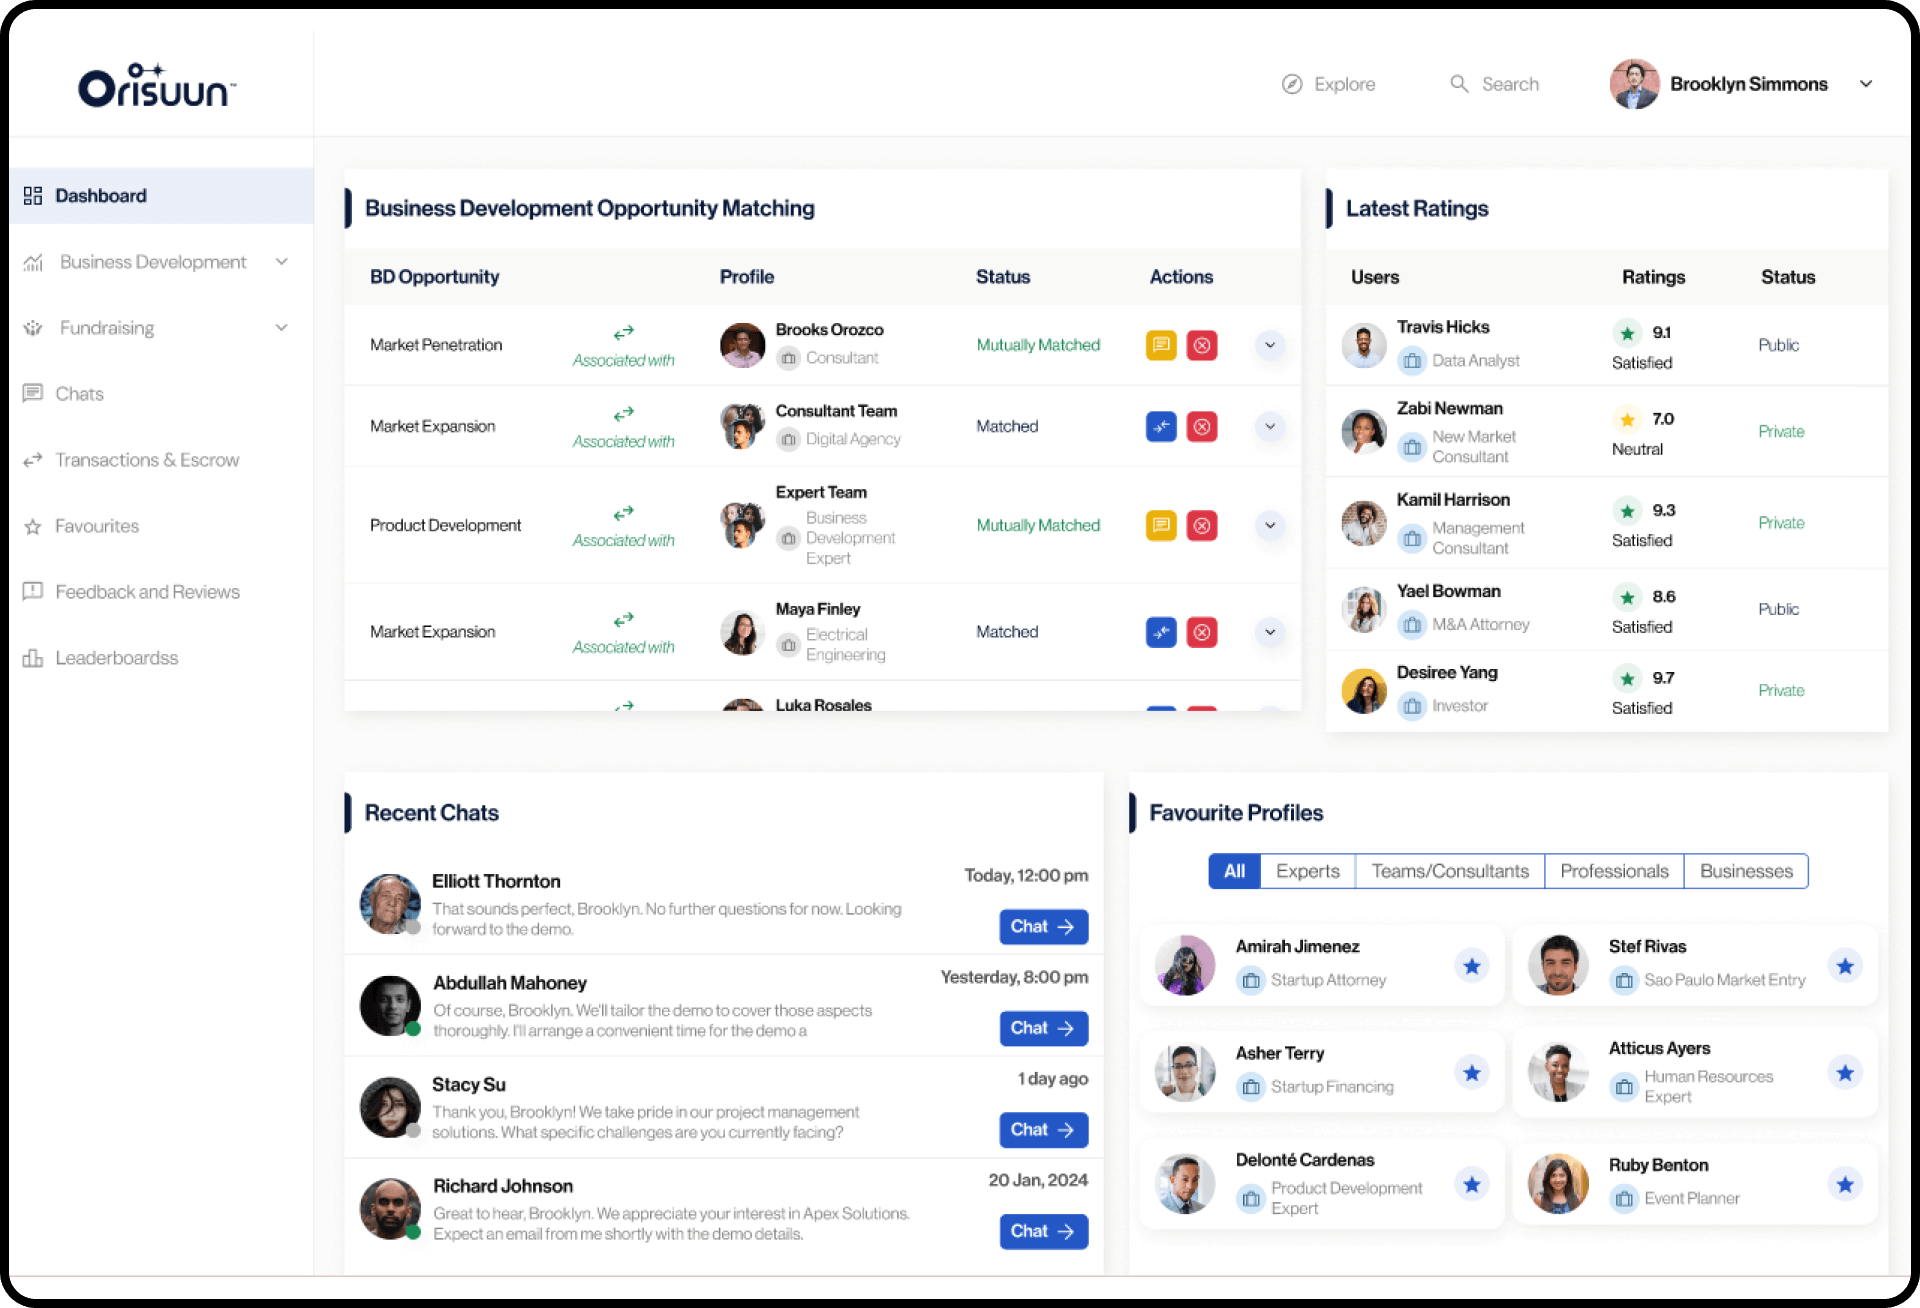 Orisuun™
Explore
Search
Brooklyn Simmons
Dashboard
Business Development
Fundraising
Chats
Transactions & Escrow
Favourites
Feedback and Reviews
Leaderboardss
Business Development Opportunity Matching
BD Opportunity Profile Status Actions
Market Penetration
Associated with
Brooks Orozco
Consultant
Mutually Matched
Market Expansion
Associated with
Consultant Team
Digital Agency
Matched
Product Development
Associated with
Expert Team
Business
Development
Expert
Mutually Matched
Market Expansion
Associated with
Maya Finley
Electrical
Engineering
Matched
Luka Rosales
Latest Ratings
Users Ratings Status
Travis Hicks
Data Analyst
9.1
Satisfied
Public
Zabi Newman
New Market
Consultant
7.0
Neutral
Private
Kamil Harrison
Management
Consultant
9.3
Satisfied
Private
Yael Bowman
M&A Attorney
8.6
Satisfied
Public
Desiree Yang
Investor
9.7
Satisfied
Private
Recent Chats
Elliott Thornton
That sounds perfect, Brooklyn. No further questions for now. Looking
forward to the demo.
Today, 12:00 pm
Chat
Abdullah Mahoney
Of course, Brooklyn. We'll tailor the demo to cover those aspects
thoroughly. I'll arrange a convenient time for the demo a
Yesterday, 8:00 pm
Chat
Stacy Su
Thank you, Brooklyn! We take pride in our project management
solutions. What specific challenges are you currently facing?
1 day ago
Chat
Richard Johnson
Great to hear, Brooklyn. We appreciate your interest in Apex Solutions.
Expect an email from me shortly with the demo details.
20 Jan, 2024
Chat
Favourite Profiles
All Experts Teams/Consultants Professionals Businesses
Amirah Jimenez
Startup Attorney
Stef Rivas
Sao Paulo Market Entry
Asher Terry
Startup Financing
Atticus Ayers
Human Resources
Expert
Delonté Cardenas
Product Development
Expert
Ruby Benton
Event Planner